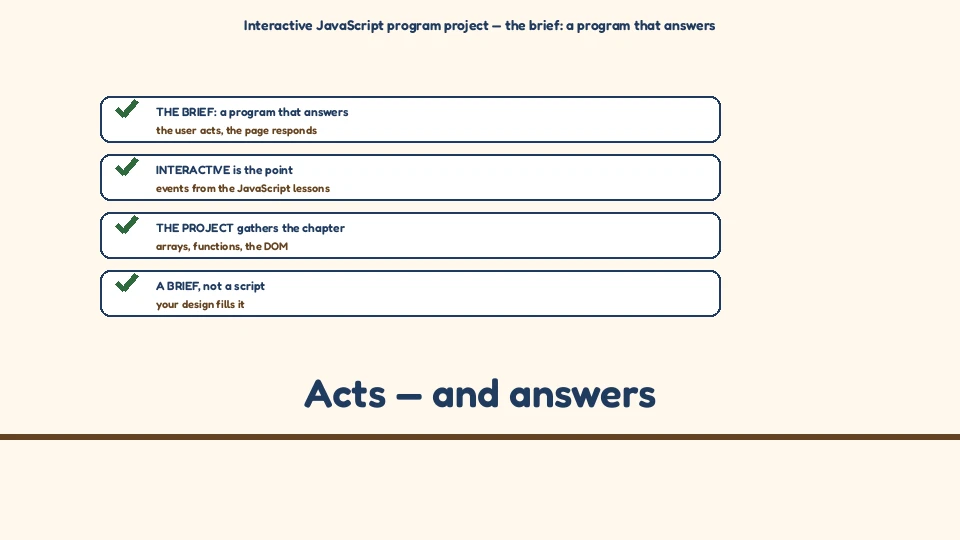 Interactive JavaScript program project — the brief: a program that answers
THE BRIEF: a program that answers
the user acts, the page responds
INTERACTIVE is the point
events from the JavaScript lessons
THE PROJECT gathers the chapter
arrays, functions, the DOM
A BRIEF, not a script
your design fills it
Acts — and answers